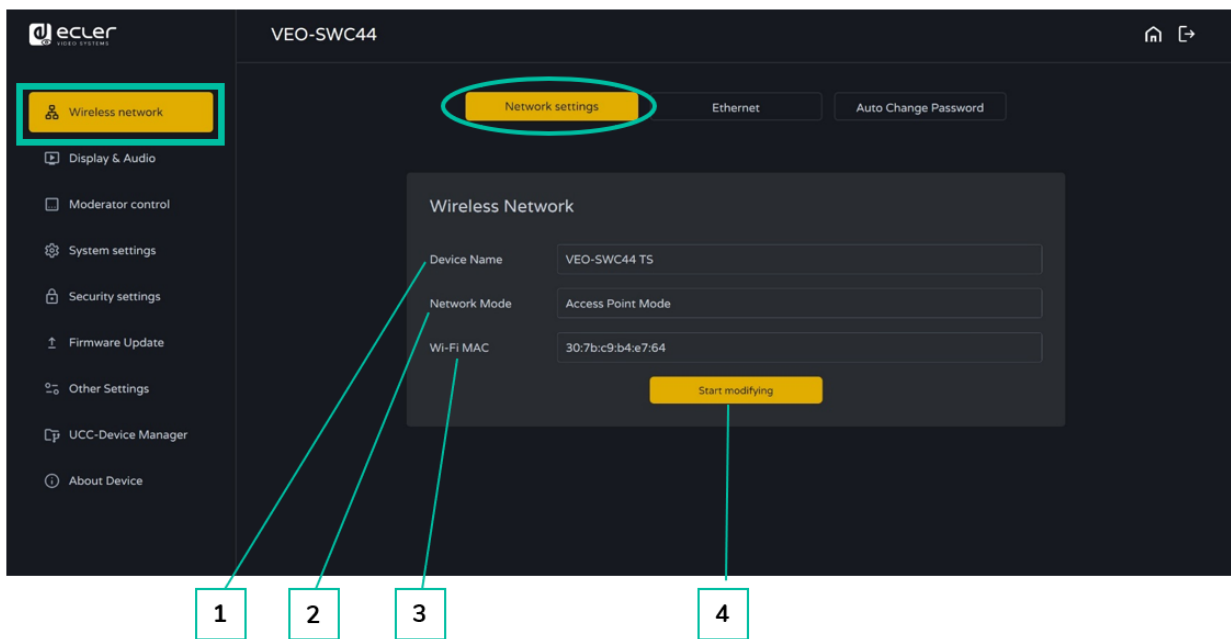 ecler
VIDEO SYSTEMS
VEO-SWC44
Wireless network
Display & Audio
Moderator control
System settings
Security settings
Firmware Update
Other Settings
UCC-Device Manager
About Device
Network settings
Ethernet
Auto Change Password
Wireless Network
Device Name VEO-SWC44 TS
Network Mode Access Point Mode
Wi-Fi MAC 30:7b:c9:b4:e7:64
Start modifying
1 2 3 4